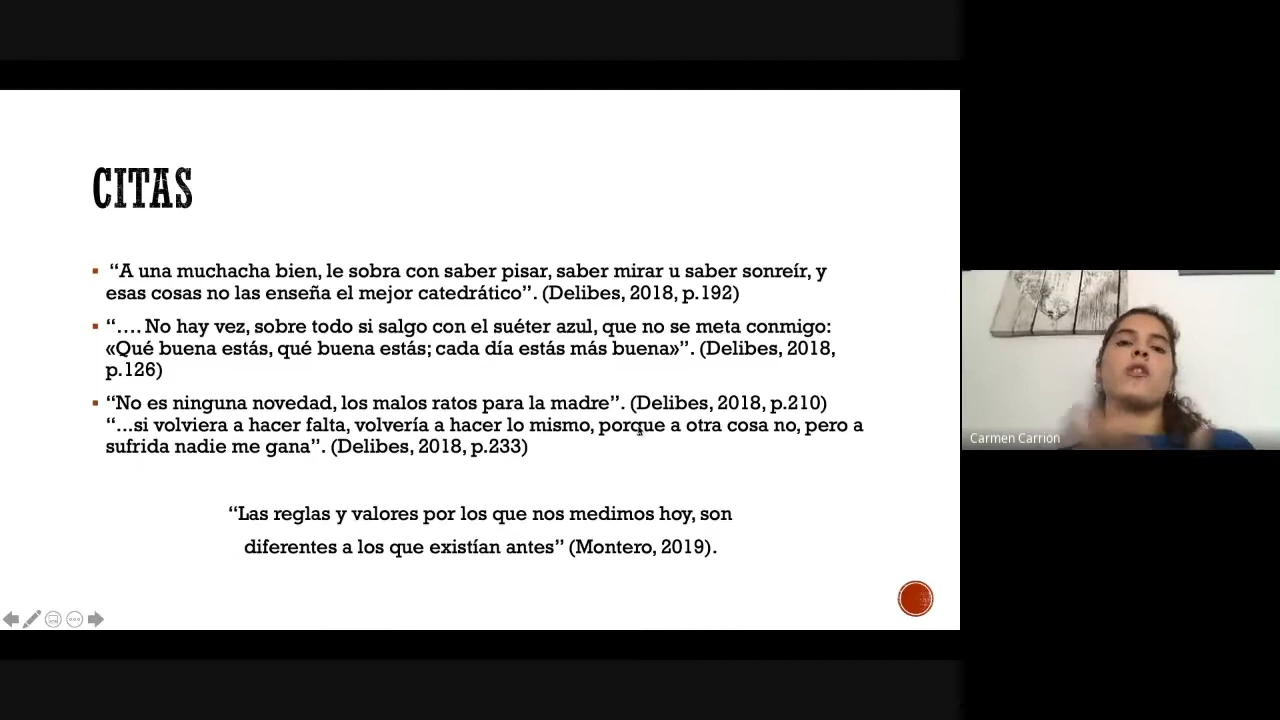 CITAS
“A una muchacha bien, le sobra con saber pisar, saber mirar u saber sonreír, y
esas cosas no las enseña el mejor catedrático”. (Delibes, 2018, p.192)
“…. No hay vez, sobre todo si salgo con el suéter azul, que no se meta conmigo:
«Qué buena estás, qué buena estás; cada día estás más buena»”. (Delibes, 2018,
p.126)
“No es ninguna novedad, los malos ratos para la madre”. (Delibes, 2018, p.210)
“…si volviera a hacer falta, volvería a hacer lo mismo, porque a otra cosa no, pero a
sufrida nadie me gana”. (Delibes, 2018, p.233)
“Las reglas y valores por los que nos medimos hoy, son
diferentes a los que existían antes” (Montero, 2019).
Carmen Carrion